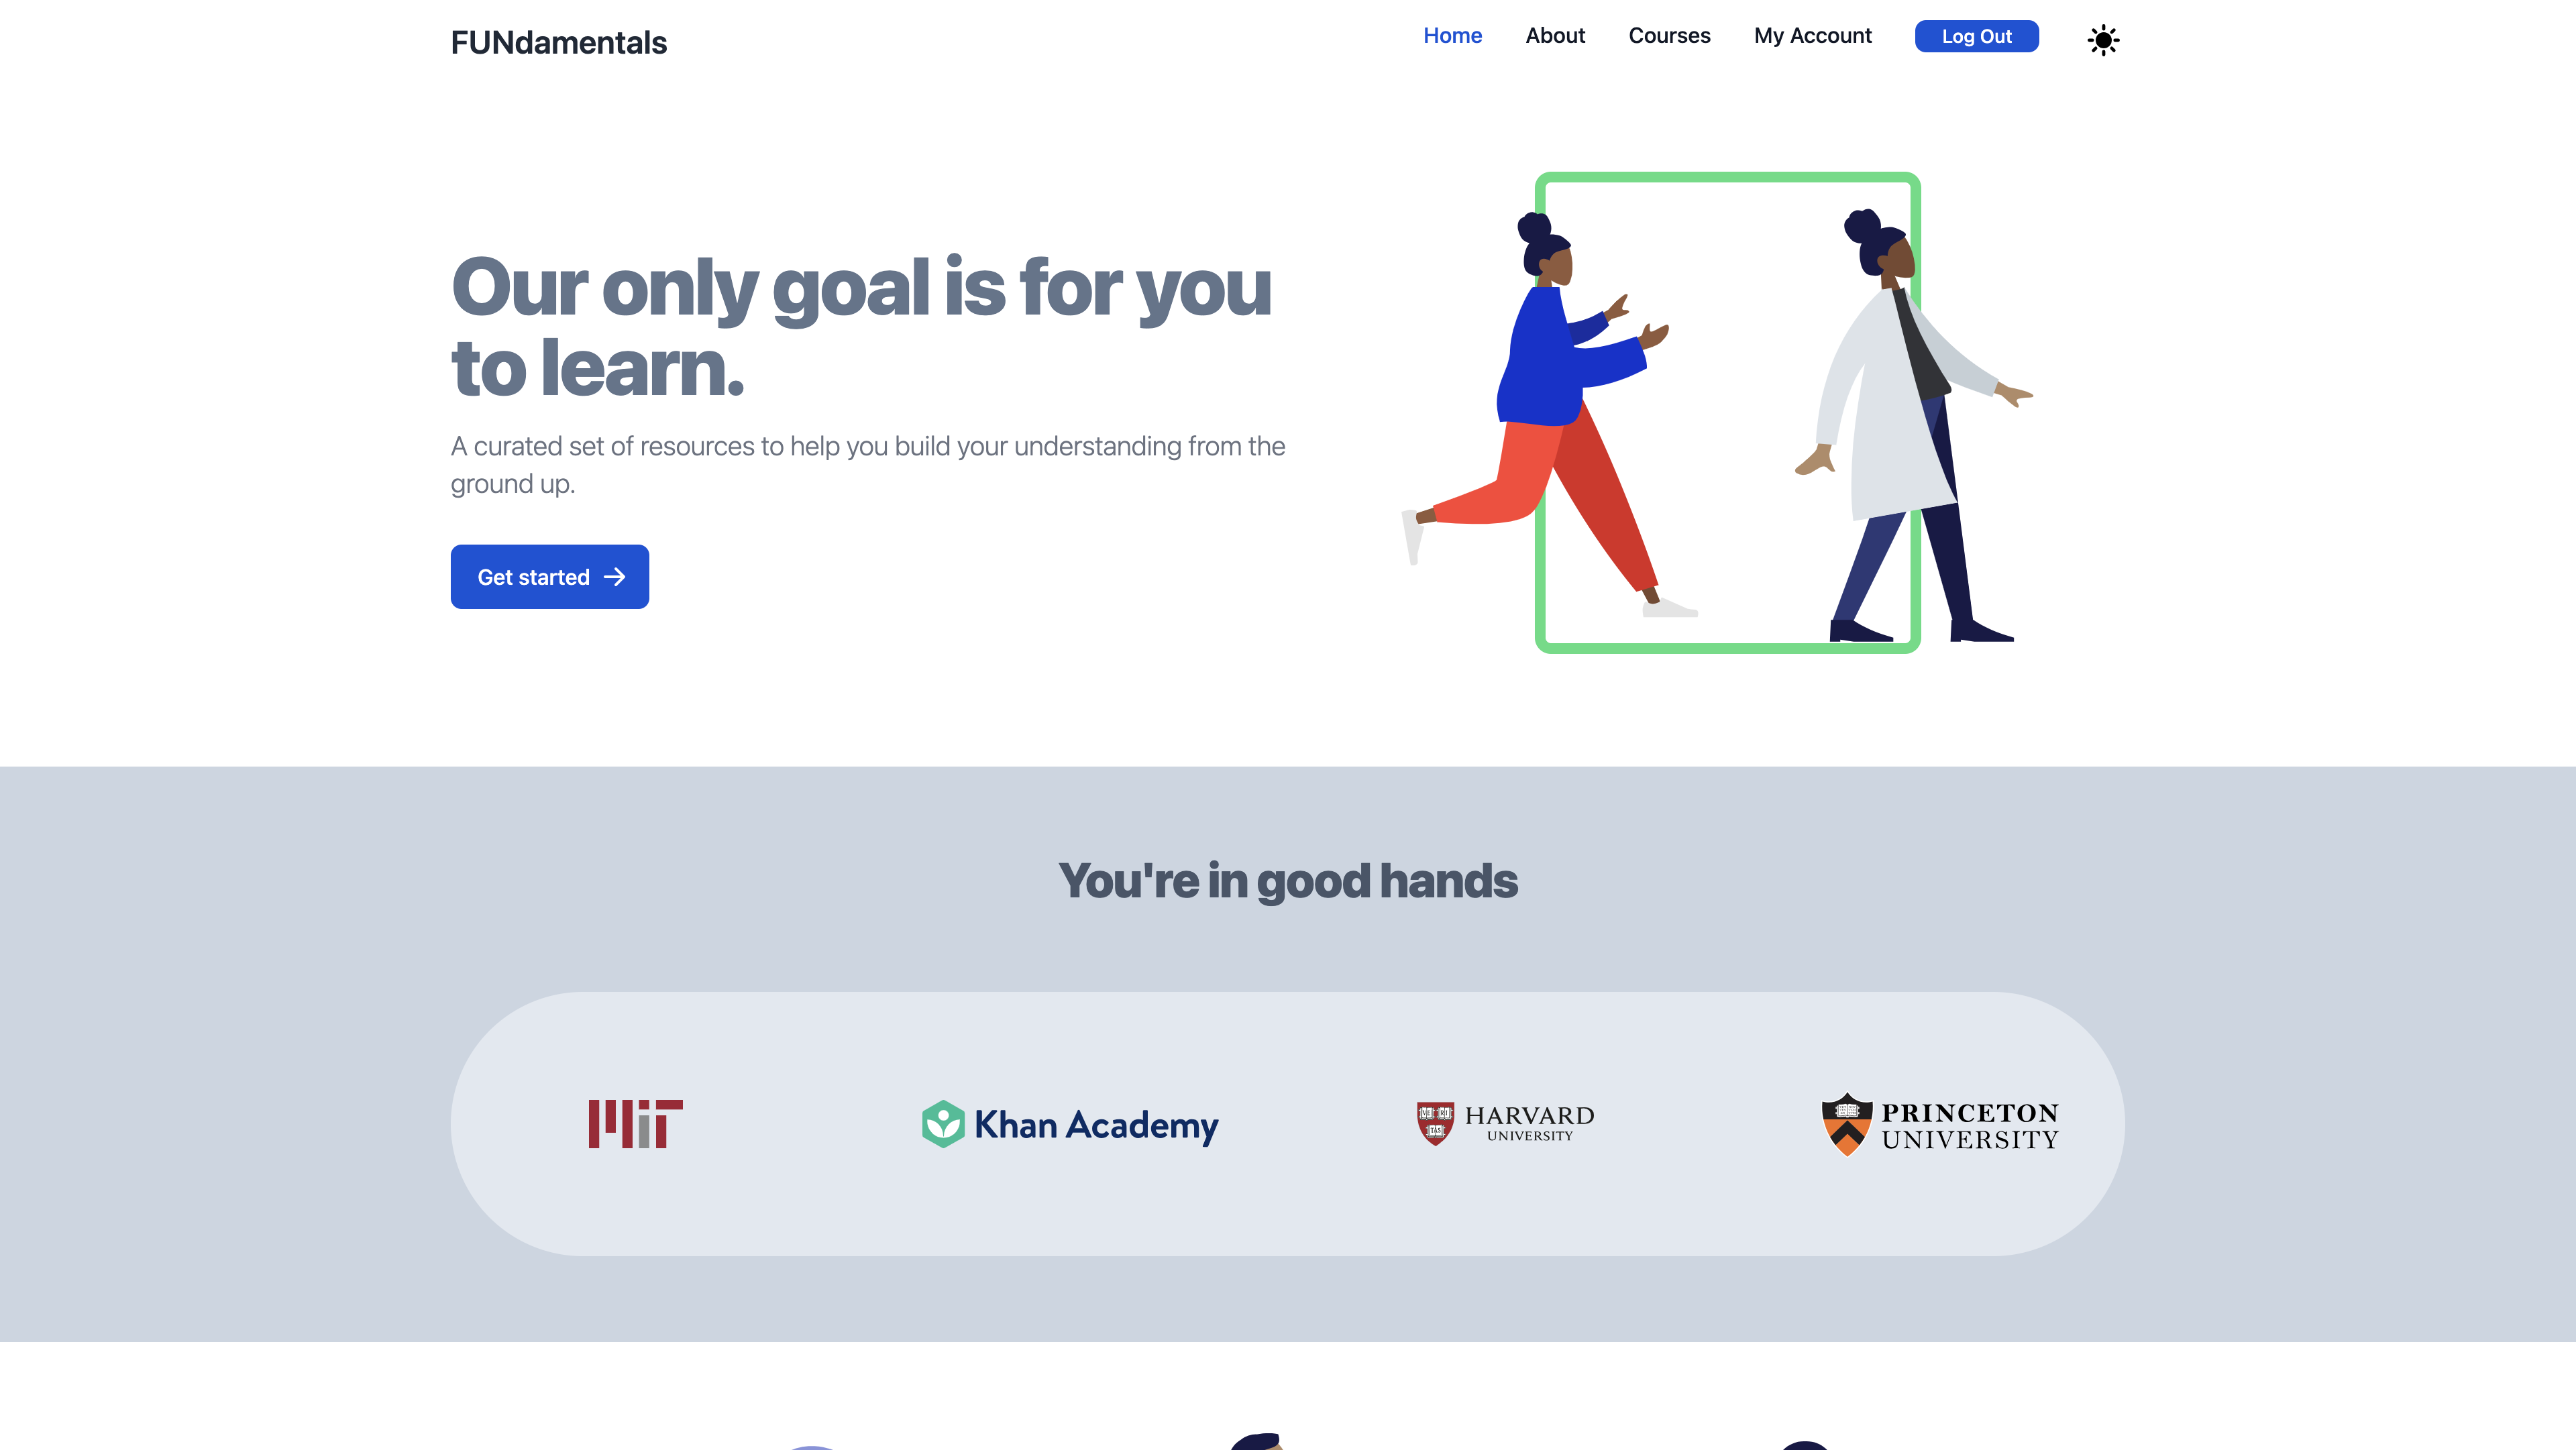 FUNdamentals
Home About Courses My Account Log Out
Our only goal is for you
to learn.
A curated set of resources to help you build your understanding from the
ground up.
Get started
You're in good hands
MIT
Khan Academy
HARVARD
UNIVERSITY
PRINCETON
UNIVERSITY